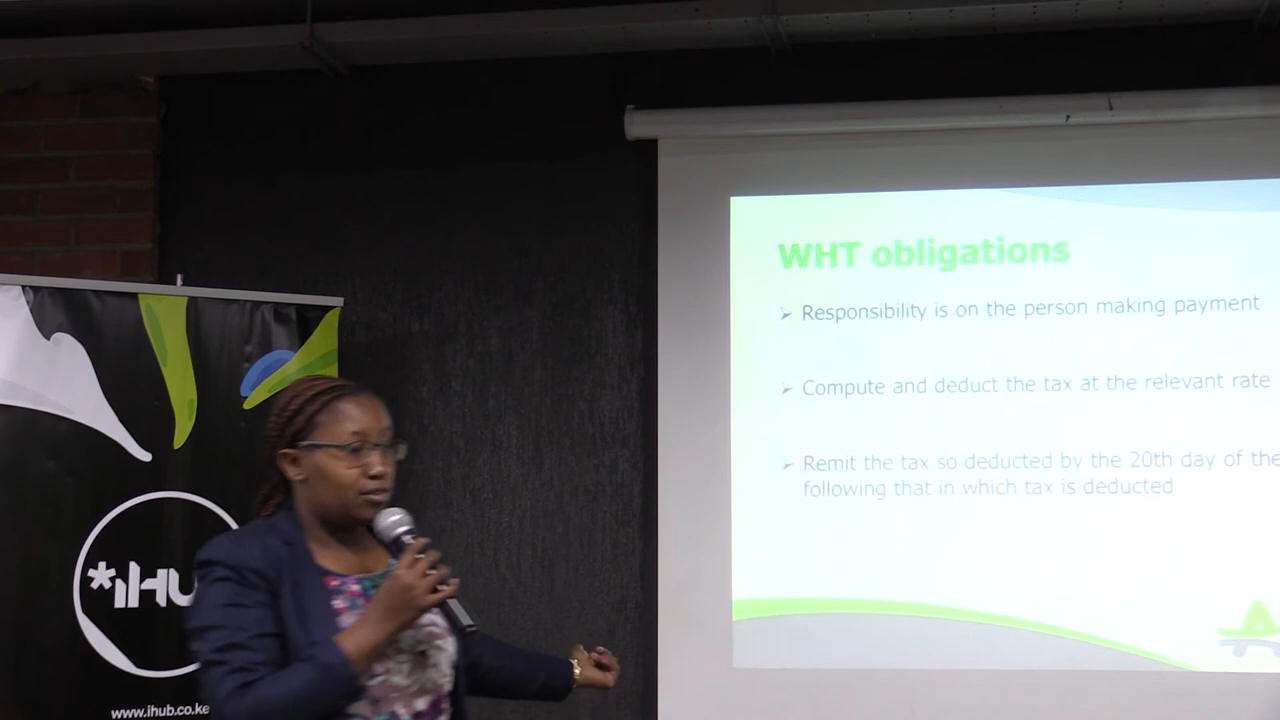 WHT obligations
Responsibility is on the person making payment
Compute and deduct the tax at the relevant rate
Remit the tax so deducted by the 20th day of the
following that in which tax is deducted
*iHU
www.ihub.co.ke